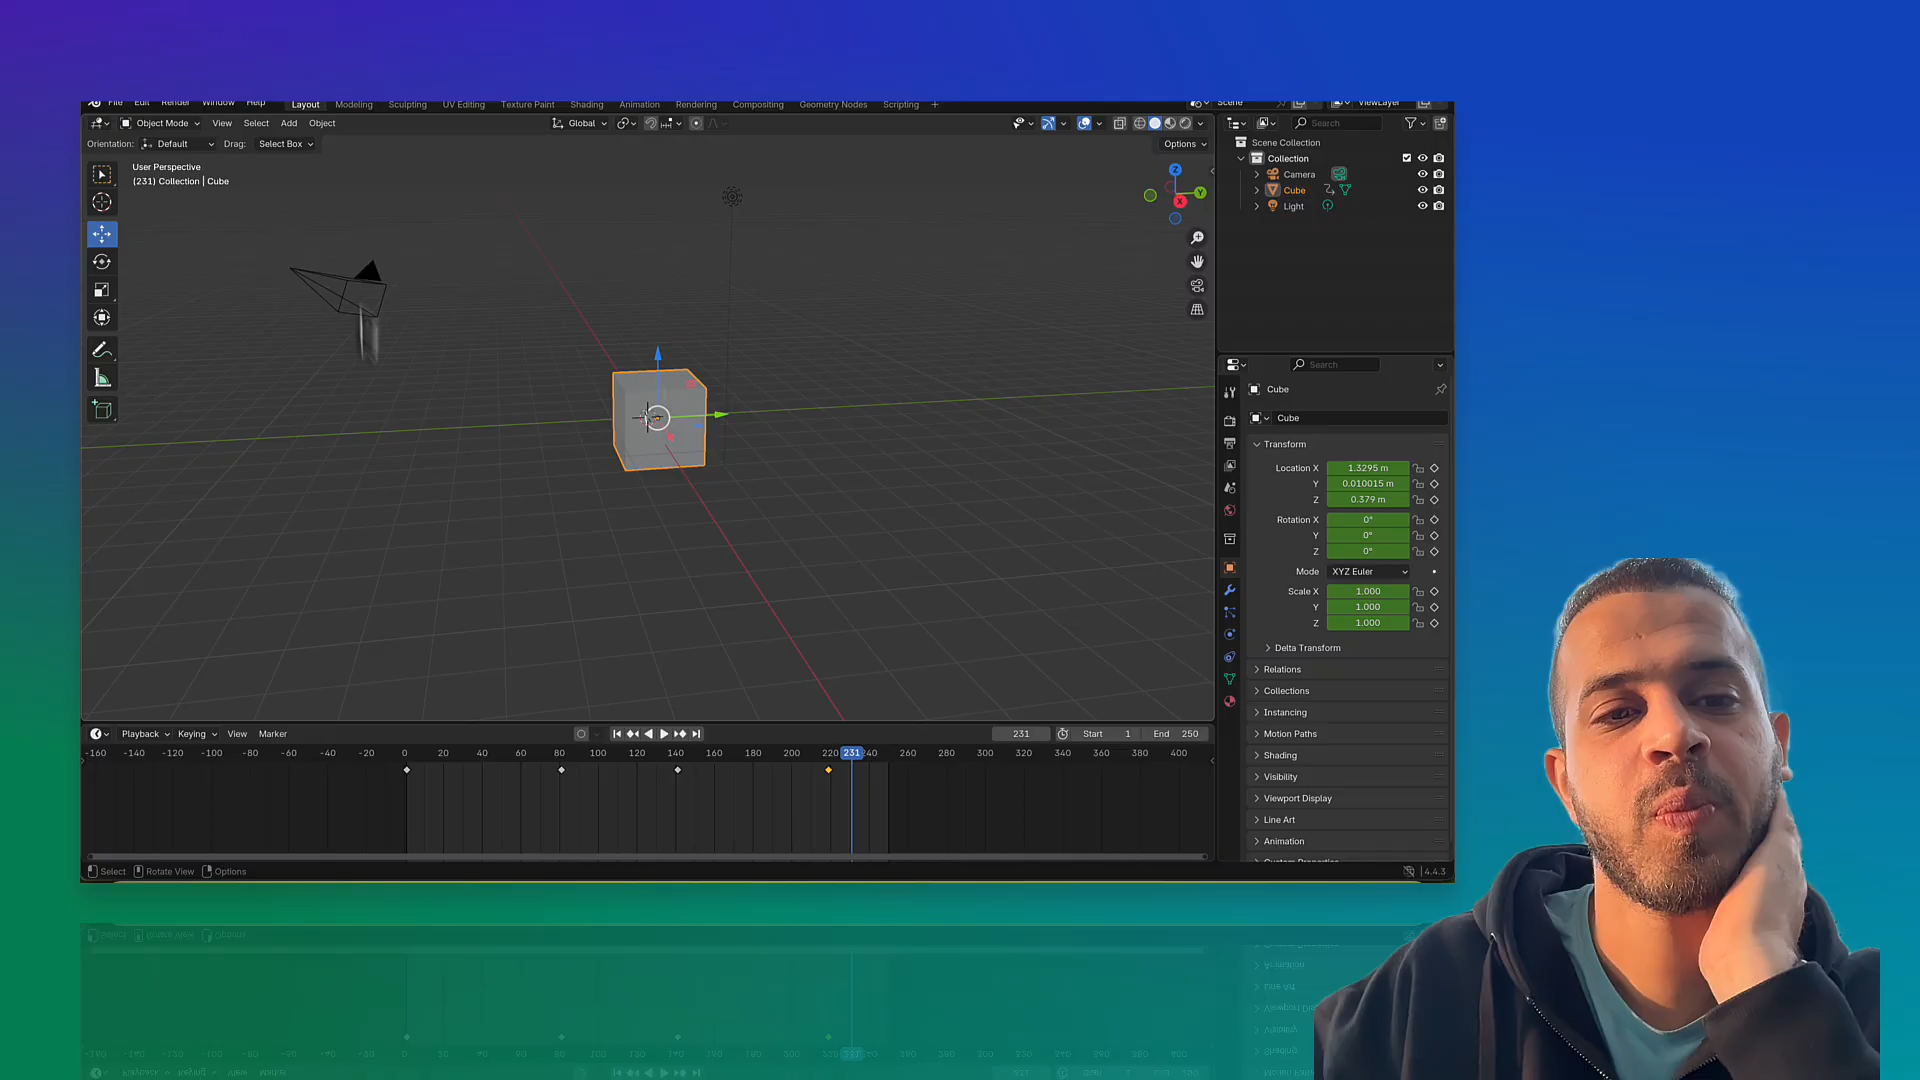 File Edit Render Window Help Layout Modeling Sculpting UV Editing Texture Paint Shading Animation Rendering Compositing Geometry Nodes Scripting + Scene ViewLayer
Object Mode View Select Add Object Global Search
Orientation: Default Drag: Select Box Options
User Perspective
(231) Collection | Cube
Z
Y
X
Scene Collection
Collection
Camera
Cube
Light
Search
Cube
Cube
Transform
Location X 1.3295 m
Y 0.010015 m
Z 0.379 m
Rotation X 0°
Y 0°
Z 0°
Mode XYZ Euler
Scale X 1.000
Y 1.000
Z 1.000
Delta Transform
Relations
Collections
Instancing
Motion Paths
Shading
Visibility
Viewport Display
Line Art
Animation
Custom Properties
Playback Keying View Marker 231 Start 1 End 250
-160 -140 -120 -100 -80 -60 -40 -20 0 20 40 60 80 100 120 140 160 180 200 220 231 240 260 280 300 320 340 360 380 400
Select Rotate View Options 4.4.3